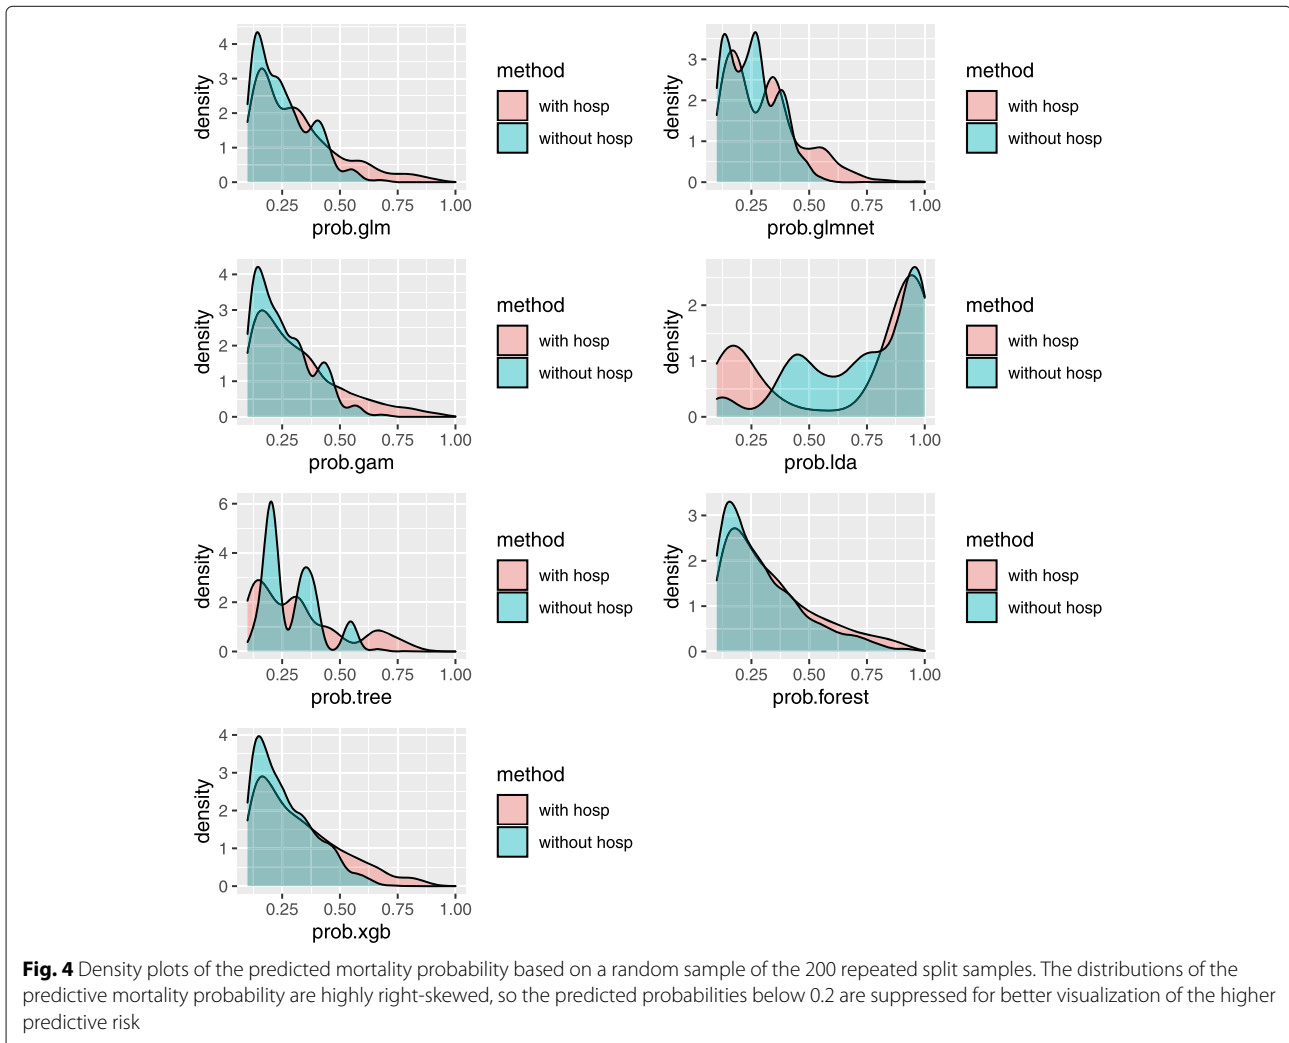 4
3
2
1
0
density
0.25 0.50 0.75 1.00
prob.glm
method
with hosp
without hosp
3
2
1
0
density
0.25 0.50 0.75 1.00
prob.glmnet
method
with hosp
without hosp
4
3
2
1
0
density
0.25 0.50 0.75 1.00
prob.gam
method
with hosp
without hosp
2
1
0
density
0.25 0.50 0.75 1.00
prob.lda
method
with hosp
without hosp
6
4
2
0
density
0.25 0.50 0.75 1.00
prob.tree
method
with hosp
without hosp
3
2
1
0
density
0.25 0.50 0.75 1.00
prob.forest
method
with hosp
without hosp
4
3
2
1
0
density
0.25 0.50 0.75 1.00
prob.xgb
method
with hosp
without hosp
Fig. 4 Density plots of the predicted mortality probability based on a random sample of the 200 repeated split samples. The distributions of the
predictive mortality probability are highly right-skewed, so the predicted probabilities below 0.2 are suppressed for better visualization of the higher
predictive risk